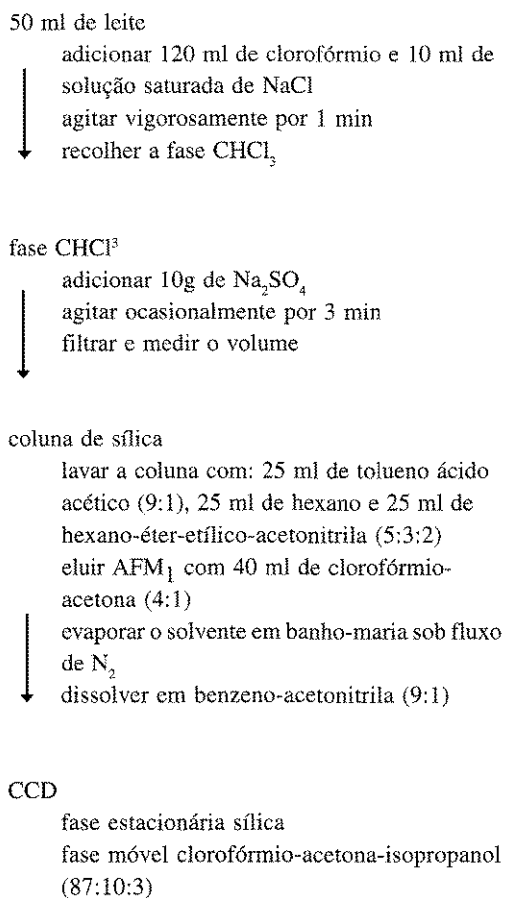 50 ml de leite
adicionar 120 ml de clorofórmio e 10 ml de
solução saturada de NaCl
agitar vigorosamente por 1 min
recolher a fase CHCl₃
fase CHCl³
adicionar 10g de Na₂SO₄
agitar ocasionalmente por 3 min
filtrar e medir o volume
coluna de sílica
lavar a coluna com: 25 ml de tolueno ácido
acético (9:1), 25 ml de hexano e 25 ml de
hexano-éter-etílico-acetonitrila (5:3:2)
eluir AFM₁ com 40 ml de clorofórmio-
acetona (4:1)
evaporar o solvente em banho-maria sob fluxo
de N₂
dissolver em benzeno-acetonitrila (9:1)
CCD
fase estacionária sílica
fase móvel clorofórmio-acetona-isopropanol
(87:10:3)